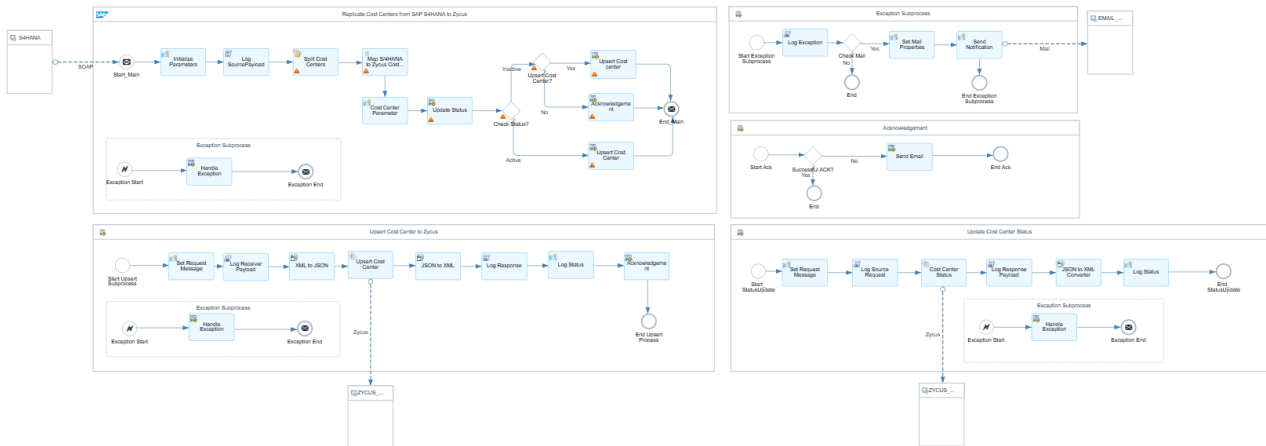 Replicate Cost Centers from SAP S4HANA to Zycus
SAP
S4HANA
SOAP
Start_Main
Initialize
Parameters
Log
SourcePayload
Split Cost
Centers
Map S/4HANA
to Zycus Cost...
Cost Center
Parameter
Update Status
Check Status?
Inactive
Active
Upsert Cost
Center?
Yes
No
Upsert Cost
center
Acknowledgeme
nt
Upsert Cost
Center
End_Main
Exception Subprocess
Exception Start
Handle
Exception
Exception End
Exception Subprocess
Start Exception
Subprocess
Log Exception
Check Mail
Yes
No
End
Set Mail
Properties
Send
Notification
End Exception
Subprocess
Mail
EMAIL_...
Acknowledgement
Start Ack
Successful ACK?
Yes
No
End
Send Email
End Ack
Upsert Cost Center to Zycus
Start Upsert
Subprocess
Set Request
Message
Log Receiver
Payload
XML to JSON
Upsert Cost
Center
JSON to XML
Log Response
Log Status
Acknowledgeme
nt
End Upsert
Process
Exception Subprocess
Exception Start
Handle
Exception
Exception End
Zycus
ZYCUS_...
Update Cost Center Status
Start
StatusUpdate
Set Request
Message
Log Source
Request
Cost Center
Status
Log Response
Payload
JSON to XML
Converter
Log Status
End
StatusUpdate
Exception Subprocess
Exception Start
Handle
Exception
Exception End
Zycus
ZYCUS_...